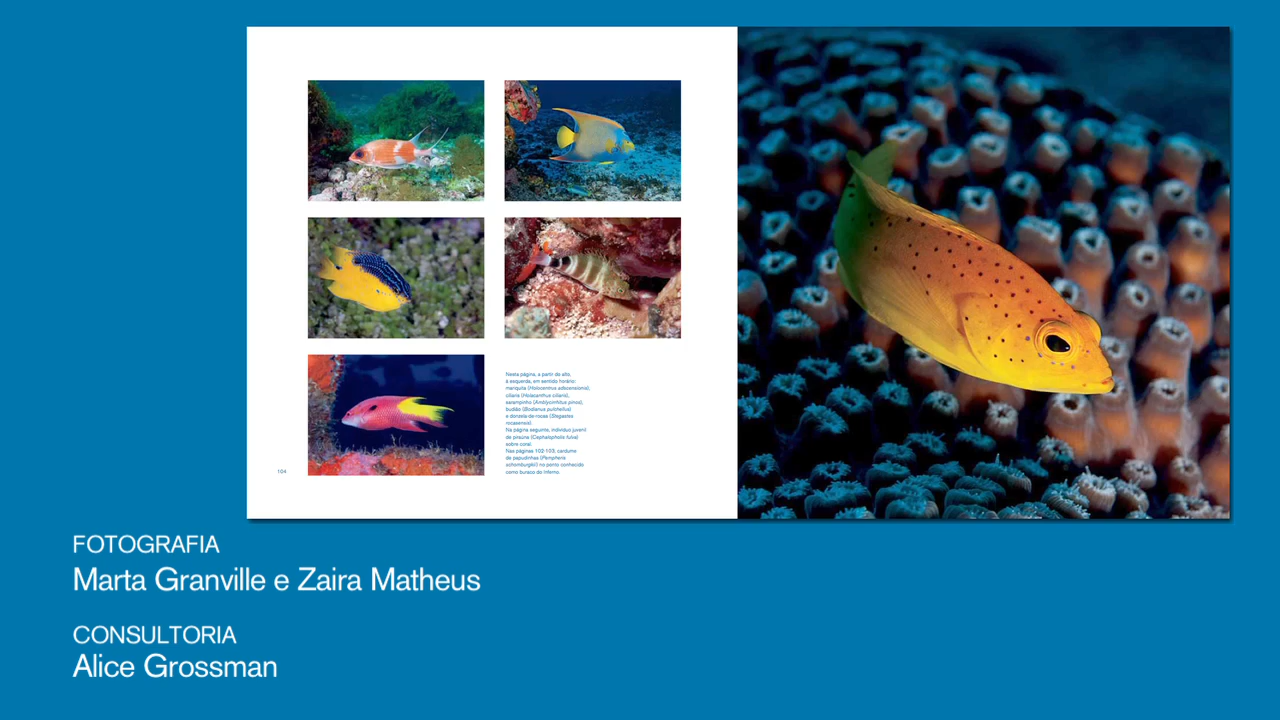 Nesta página, a partir do alto,
à esquerda, em sentido horário:
mariquita (Holocentrus adscensionis),
ciliaris (Holacanthus ciliaris),
sarampinho (Amblycirrhitus pinos),
budião (Bodianus pulchellus)
e donzela-de-rocas (Stegastes
rocasensis).
Na página seguinte, indivíduo juvenil
de piraúna (Cephalopholis fulva)
sobre coral.
Nas páginas 102-103, cardume
de papudinhas (Pempheris
schomburgki) no ponto conhecido
como buraco do inferno.
104
FOTOGRAFIA
Marta Granville e Zaira Matheus
CONSULTORIA
Alice Grossman